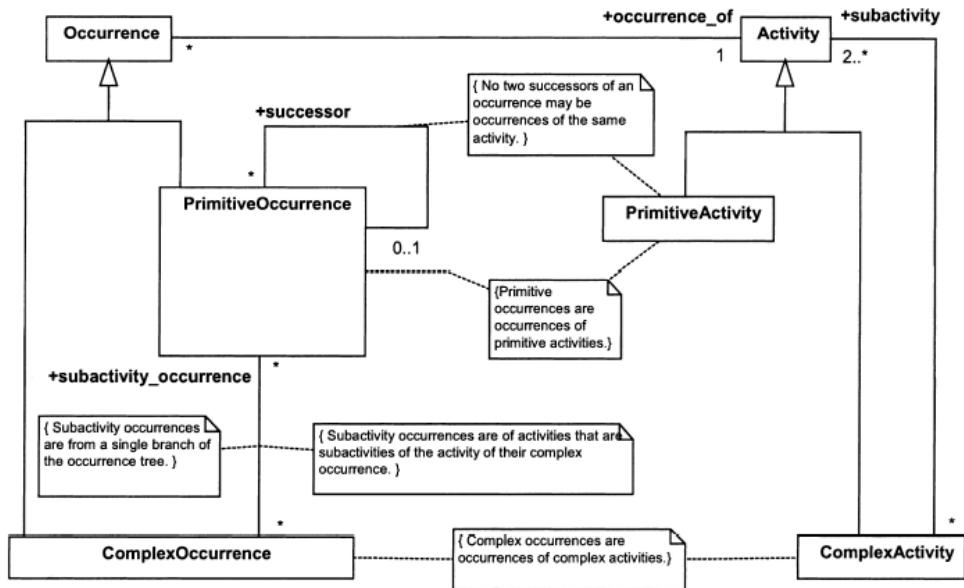 +occurrence_of
+subactivity
Occurrence
Activity
*
1
2..*
{ No two successors of an
occurrence may be
occurrences of the same
activity. }
+successor
*
PrimitiveOccurrence
PrimitiveActivity
0..1
{Primitive
occurrences are
occurrences of
primitive activities.}
+subactivity_occurrence
*
{ Subactivity occurrences
are from a single branch of
the occurrence tree. }
{ Subactivity occurrences are of activities that are
subactivities of the activity of their complex
occurrence. }
*
*
ComplexOccurrence
{ Complex occurrences are
occurrences of complex activities.}
ComplexActivity